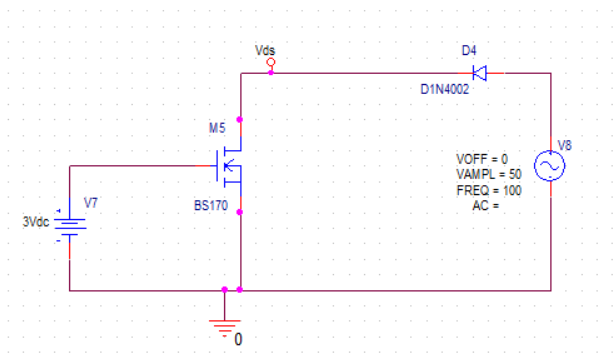 Vds
D4
D1N4002
M5
V8
VOFF = 0
VAMPL = 50
FREQ = 100
AC =
V7
3Vdc
BS170
0